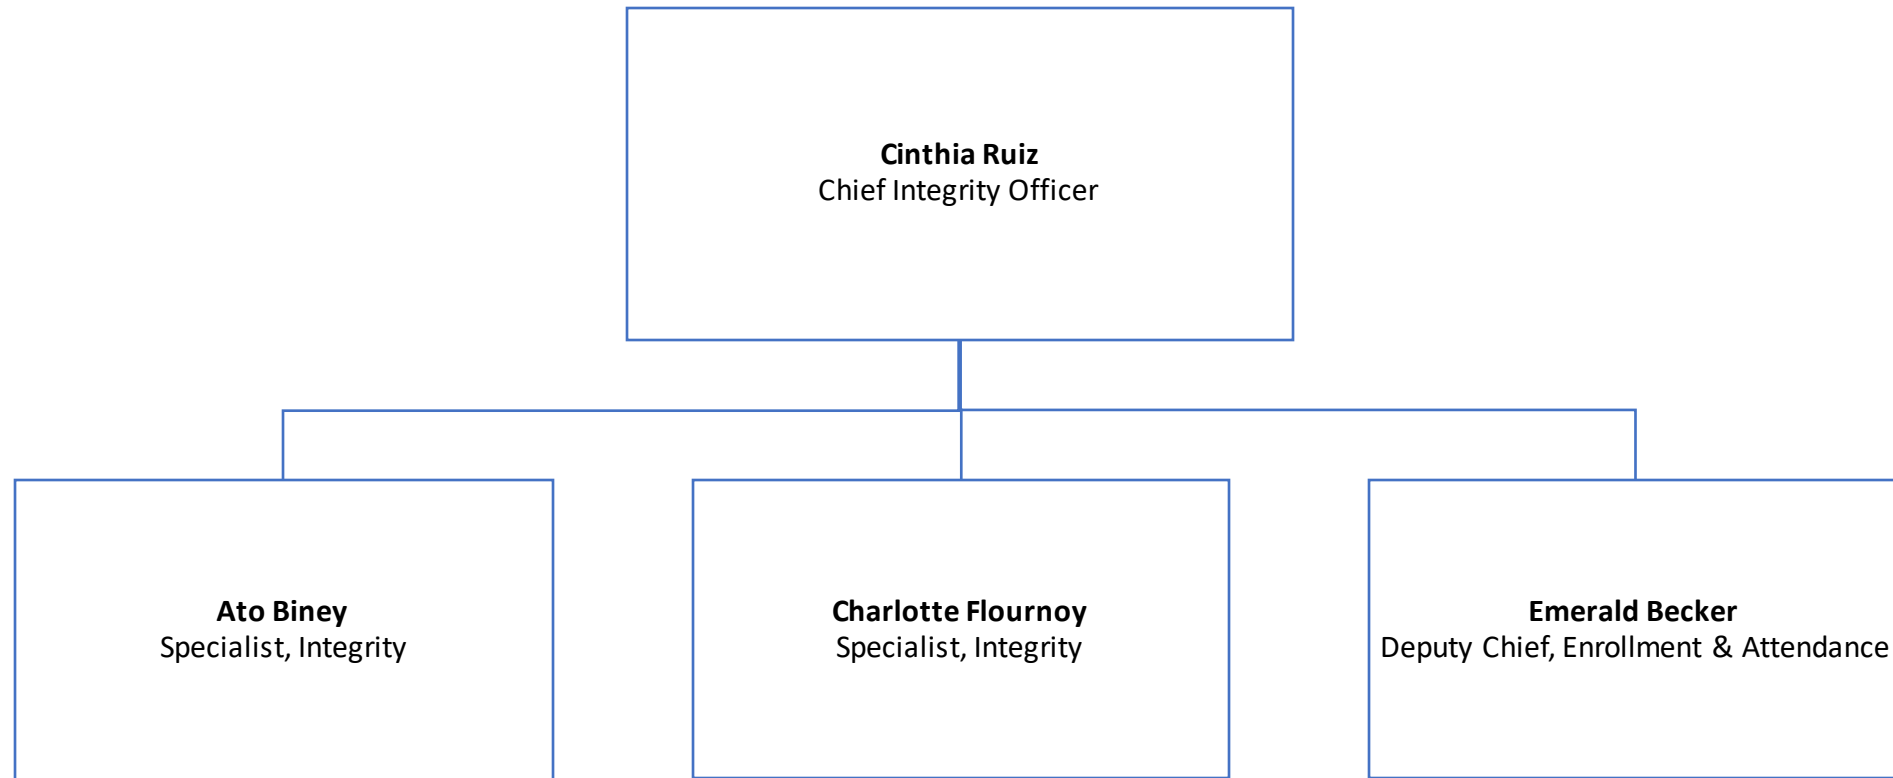 Cinthia Ruiz
Chief Integrity Officer
Ato Biney
Specialist, Integrity
Charlotte Flournoy
Specialist, Integrity
Emerald Becker
Deputy Chief, Enrollment & Attendance